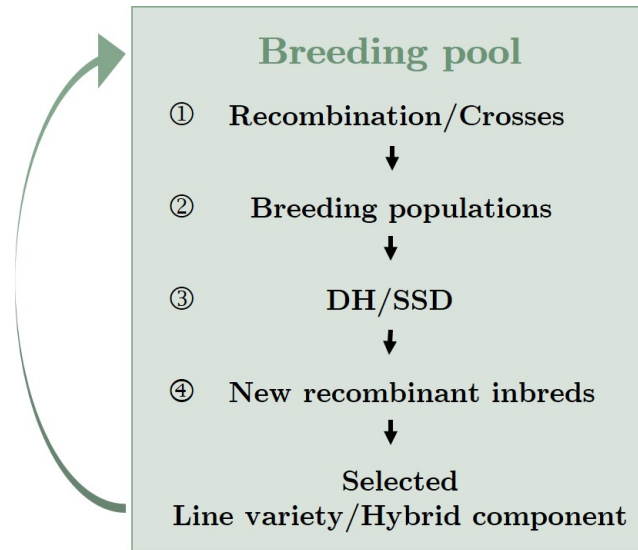 Breeding pool
① Recombination/Crosses
② Breeding populations
③ DH/SSD
④ New recombinant inbreds
Selected
Line variety/Hybrid component